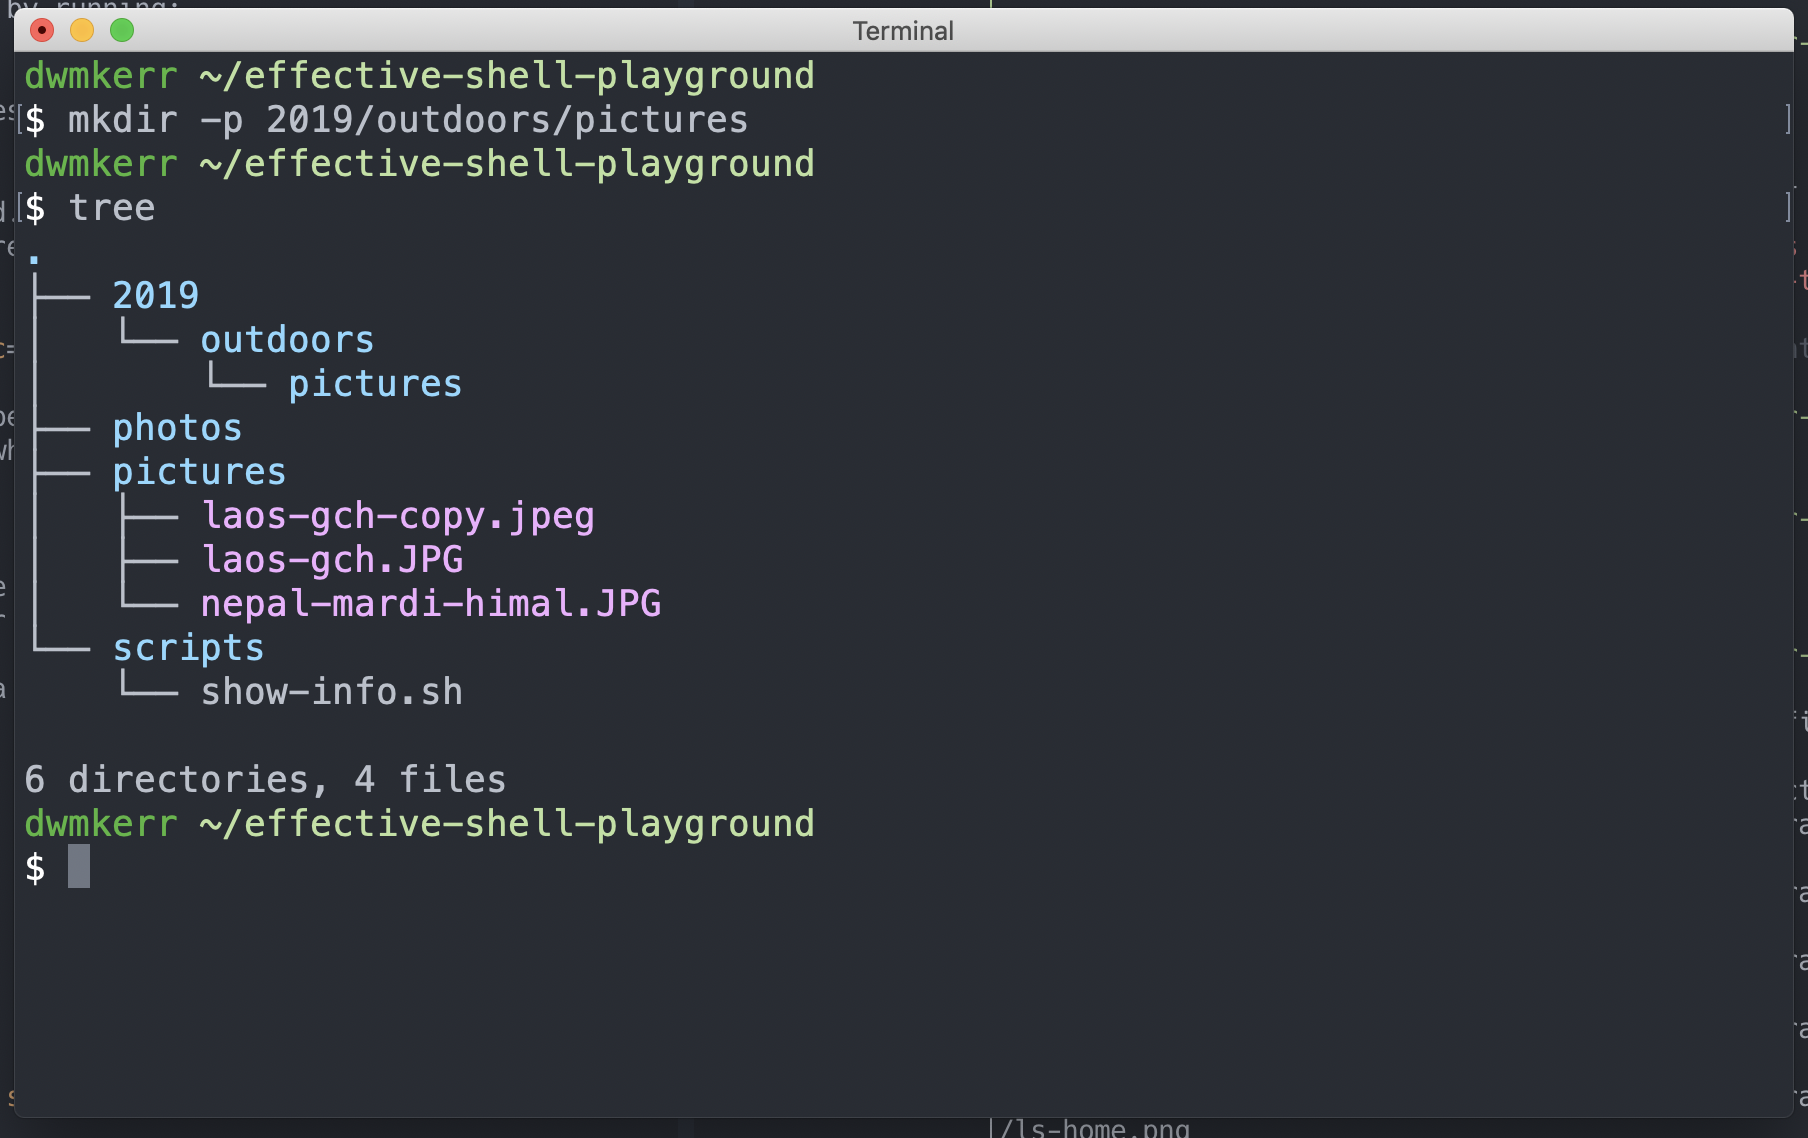 by running:
Terminal
dwmkerr ~/effective-shell-playground
[$ mkdir -p 2019/outdoors/pictures ]
dwmkerr ~/effective-shell-playground
[$ tree ]
.
├── 2019
│   └── outdoors
│       └── pictures
├── photos
├── pictures
│   ├── laos-gch-copy.jpeg
│   ├── laos-gch.JPG
│   └── nepal-mardi-himal.JPG
└── scripts
    └── show-info.sh
6 directories, 4 files
dwmkerr ~/effective-shell-playground
$
/ls-home.png